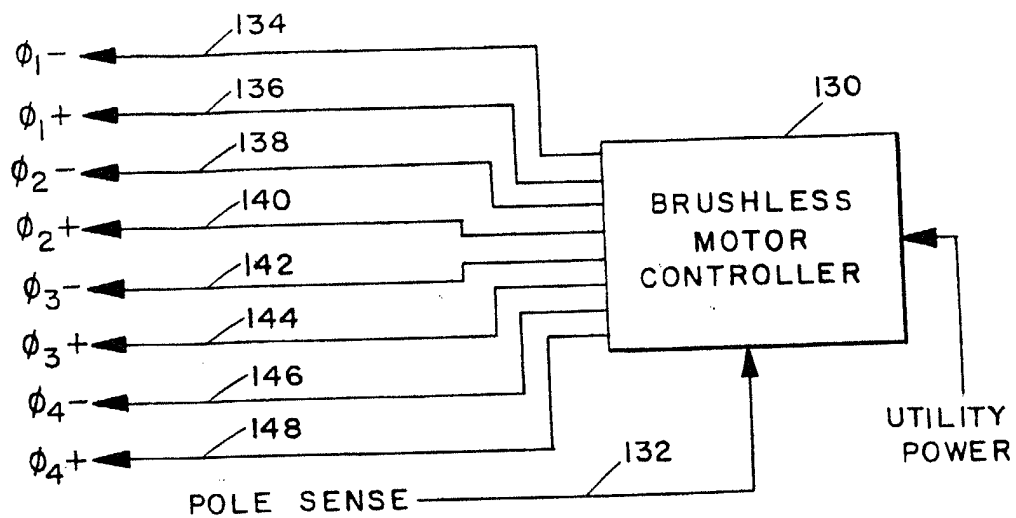 134
ϕ1−
136
130
ϕ1+
138
ϕ2−
140
BRUSHLESS
ϕ2+
MOTOR
142
CONTROLLER
ϕ3−
144
ϕ3+
146
ϕ4−
UTILITY
148
POWER
ϕ4+
132
POLE SENSE